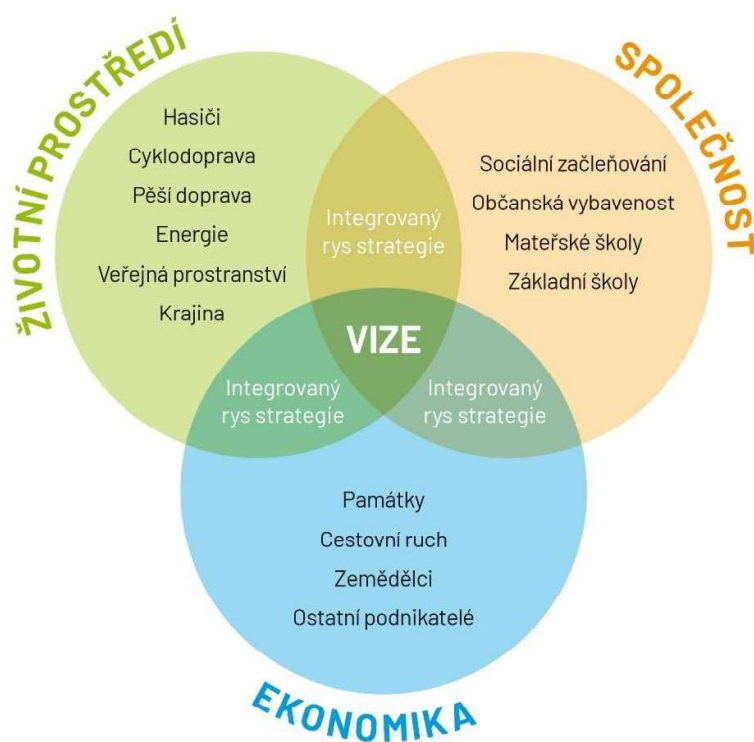 ŽIVOTNÍ PROSTŘEDÍ
Hasiči
Cyklodoprava
Pěší doprava
Energie
Veřejná prostranství
Krajina
SPOLEČNOST
Sociální začleňování
Občanská vybavenost
Mateřské školy
Základní školy
Integrovaný
rys strategie
VIZE
Integrovaný
rys strategie
Integrovaný
rys strategie
Památky
Cestovní ruch
Zemědělci
Ostatní podnikatelé
EKONOMIKA